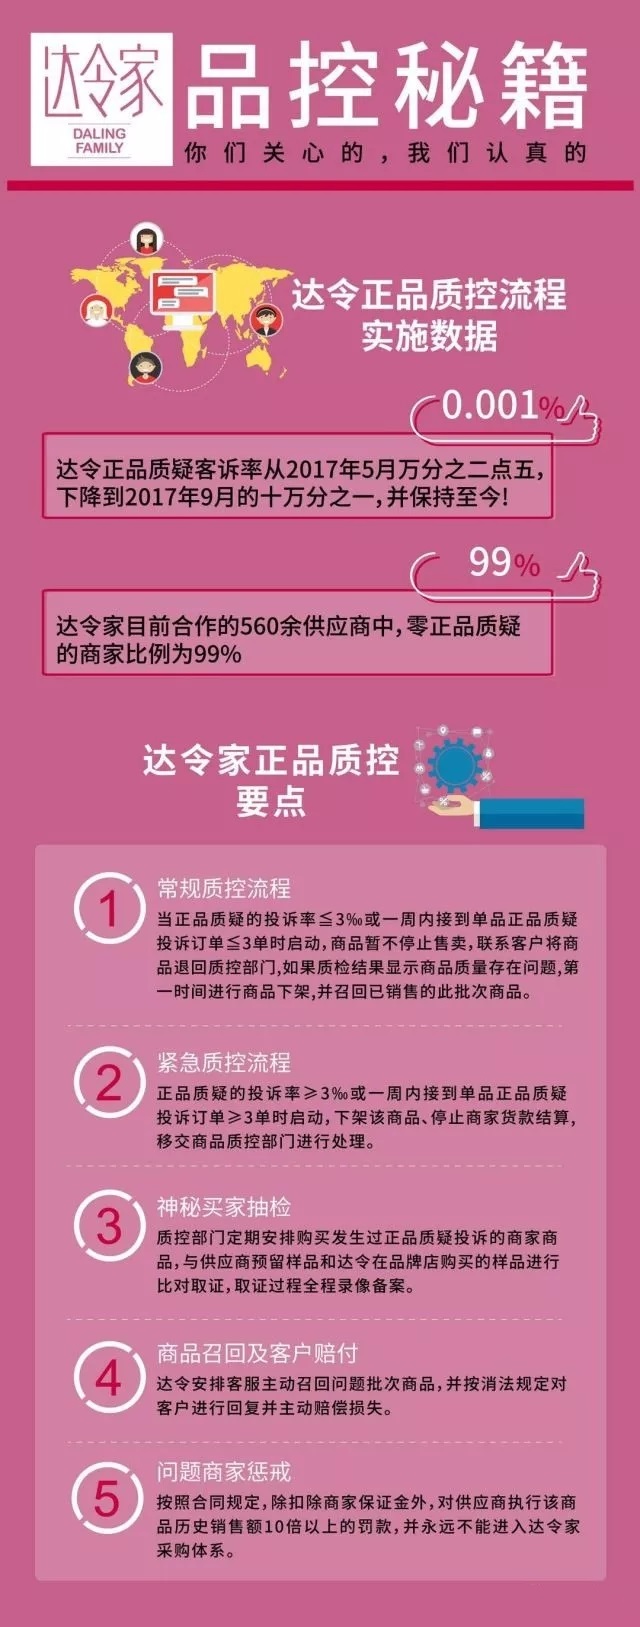 达令家
DALING
FAMILY
品控秘籍
你们关心的，我们认真的
达令正品质控流程
实施数据
0.001%
达令正品质疑客诉率从2017年5月万分之二点五，
下降到2017年9月的十万分之一，并保持至今!
99%
达令家目前合作的560余供应商中，零正品质疑
的商家比例为99%
达令家正品质控
要点
1
常规质控流程
当正品质疑的投诉率≦3‰或一周内接到单品正品质疑
投诉订单≦3单时启动，商品暂不停止售卖，联系客户将商
品退回质控部门，如果质检结果显示商品质量存在问题，第
一时间进行商品下架，并召回已销售的此批次商品。
2
紧急质控流程
正品质疑的投诉率≥3‰或一周内接到单品正品质疑
投诉订单≥3单时启动，下架该商品、停止商家货款结算，
移交商品质控部门进行处理。
3
神秘买家抽检
质控部门定期安排购买发生过正品质疑投诉的商家商
品，与供应商预留样品和达令在品牌店购买的样品进行
比对取证，取证过程全程录像备案。
4
商品召回及客户赔付
达令安排客服主动召回问题批次商品，并按消法规定对
客户进行回复并主动赔偿损失。
5
问题商家惩戒
按照合同规定，除扣除商家保证金外，对供应商执行该商
品历史销售额10倍以上的罚款，并永远不能进入达令家
采购体系。